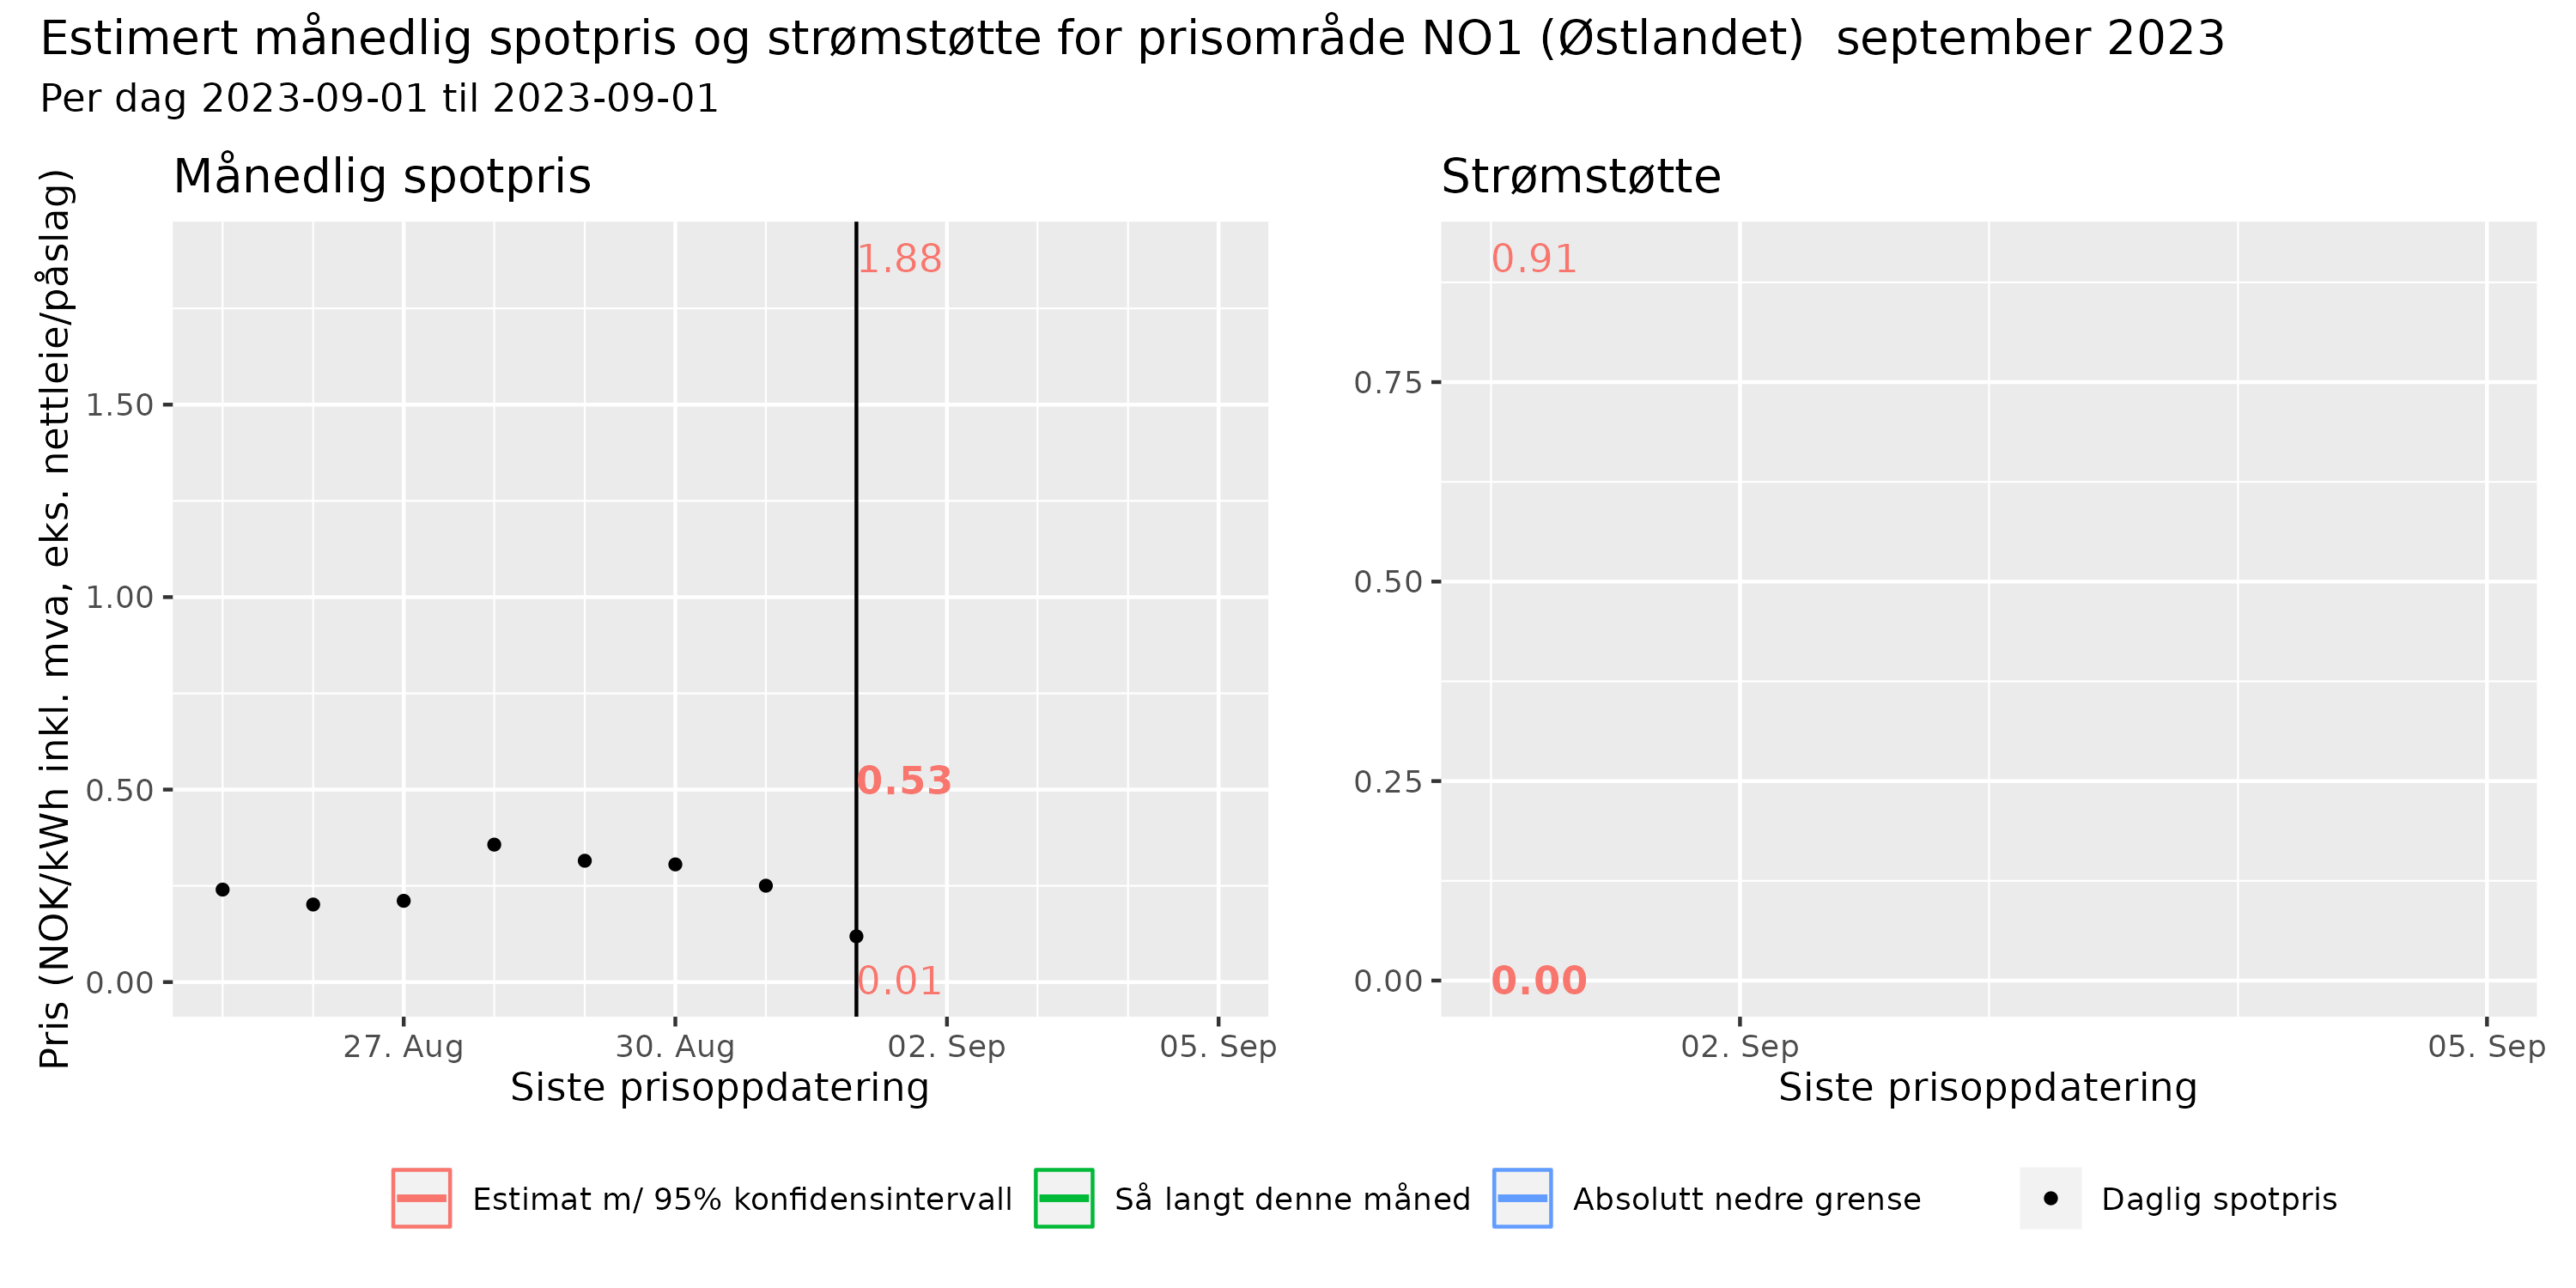 Estimert månedlig spotpris og strømstøtte for prisområde NO1 (Østlandet)  september 2023
Per dag 2023-09-01 til 2023-09-01
Månedlig spotpris
Pris (NOK/kWh inkl. mva, eks. nettleie/påslag)
1.50
1.00
0.50
0.00
1.88
0.53
0.01
27. Aug
30. Aug
02. Sep
05. Sep
Siste prisoppdatering
Strømstøtte
0.75
0.50
0.25
0.00
0.91
0.00
02. Sep
05. Sep
Siste prisoppdatering
Estimat m/ 95% konfidensintervall
Så langt denne måned
Absolutt nedre grense
Daglig spotpris